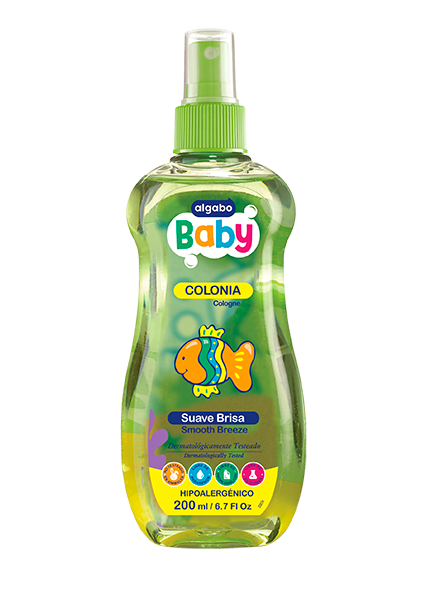 algabo
Baby
COLONIA
Cologne
Suave Brisa
Smooth Breeze
Dermatológicamente Testeado
Dermatologically Tested
HIPOALERGÉNICO
200 ml / 6.7 Fl Oz